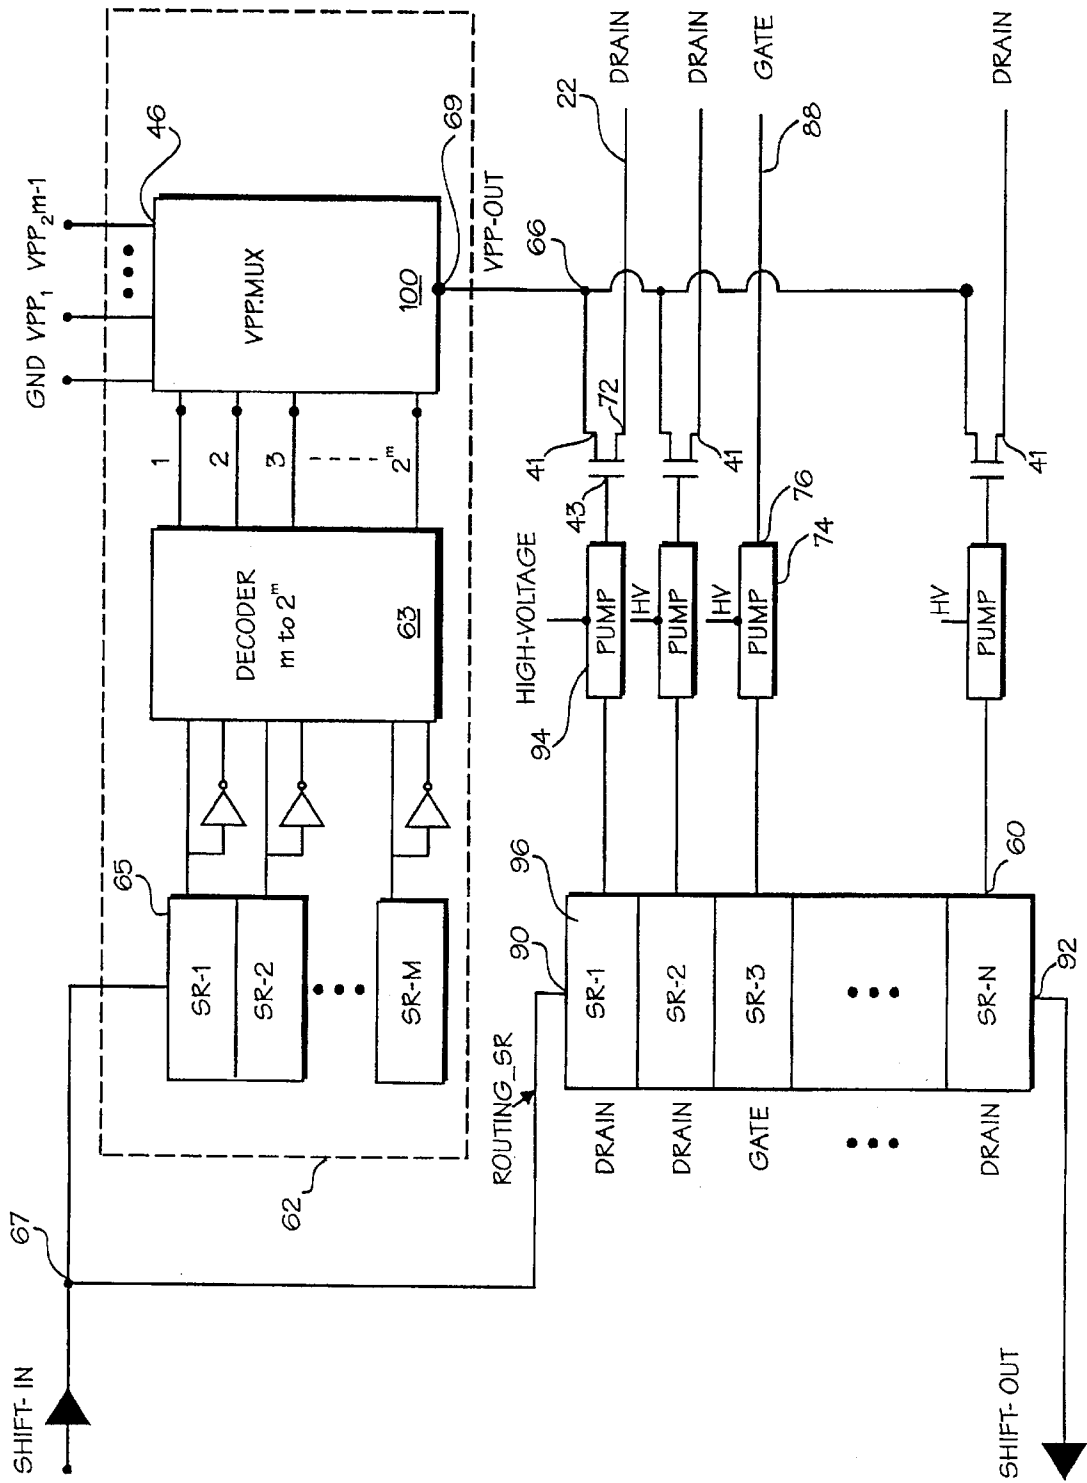 SHIFT-IN
67
65
SR-1
SR-2
SR-M
62
DECODER
m to 2^m
63
1
2
3
2^m
GND VPP₁ VPP₂m-1
46
VPP.MUX
100
69
VPP-OUT
ROUTING_SR
90
96
SR-1
SR-2
SR-3
SR-N
60
92
DRAIN
DRAIN
GATE
DRAIN
HIGH-VOLTAGE
94
PUMP
43
41
72
66
22
DRAIN
HV
PUMP
41
DRAIN
HV
PUMP
76
74
88
GATE
HV
PUMP
41
DRAIN
SHIFT-OUT